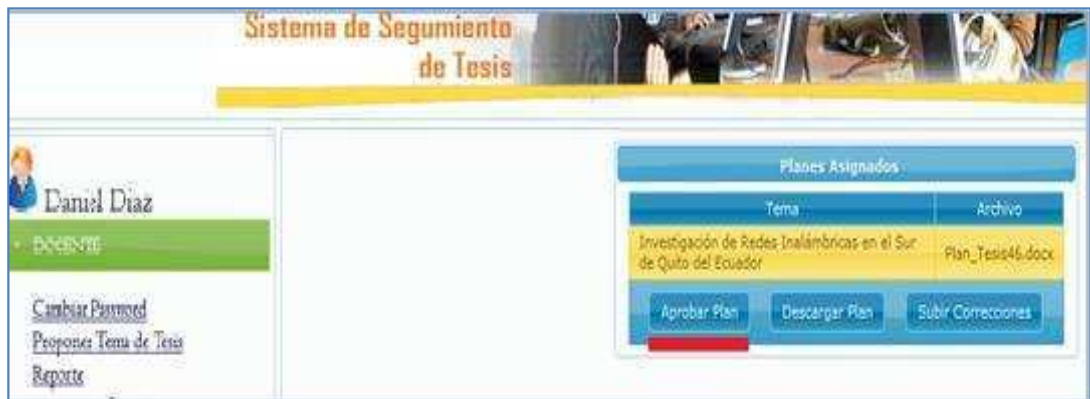 Sistema de Segumiento
de Tesis
Daniel Diaz
DOCENTE
Cambiar Password
Proponer Tema de Tesis
Reporte
Planes Asignados
Tema Archivo
Investigación de Redes Inalámbricas en el Sur
de Quito del Ecuador
Plan_Tesis46.docx
Aprobar Plan Descargar Plan Subir Correcciones